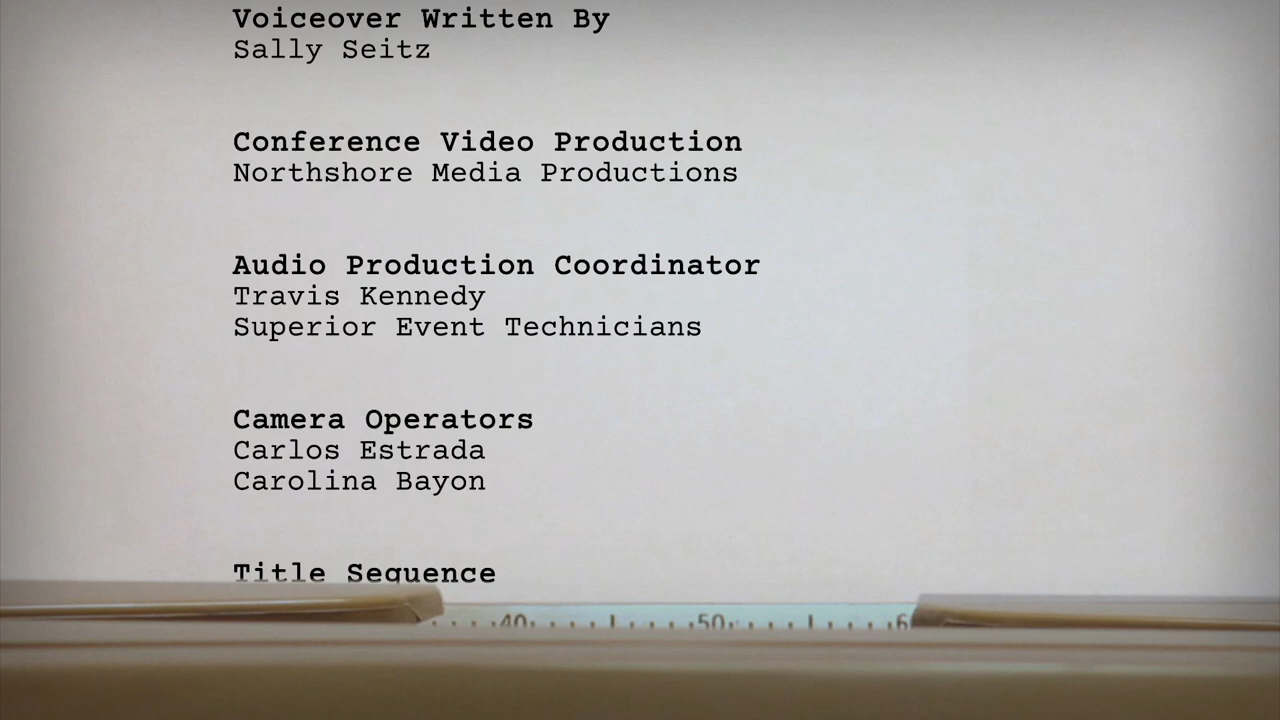 Voiceover Written By
Sally Seitz
Conference Video Production
Northshore Media Productions
Audio Production Coordinator
Travis Kennedy
Superior Event Technicians
Camera Operators
Carlos Estrada
Carolina Bayon
Title Sequence
40 50 6